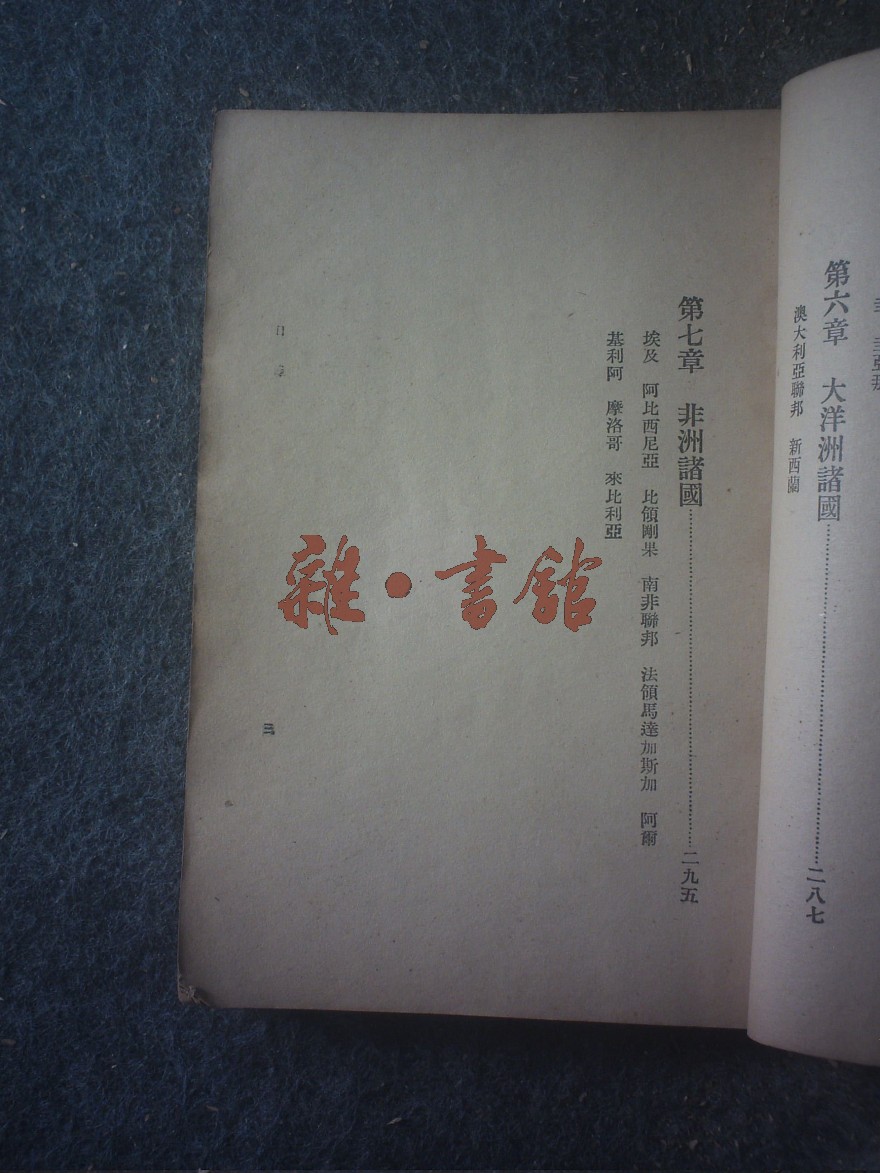 第六章　大洋洲諸國……二八七
澳大利亞聯邦　新西蘭
第七章　非洲諸國……二九五
埃及　阿比西尼亞　比領剛果　南非聯邦　法領馬達加斯加　阿爾
基利阿　摩洛哥　來比利亞
目
三
雜·書館